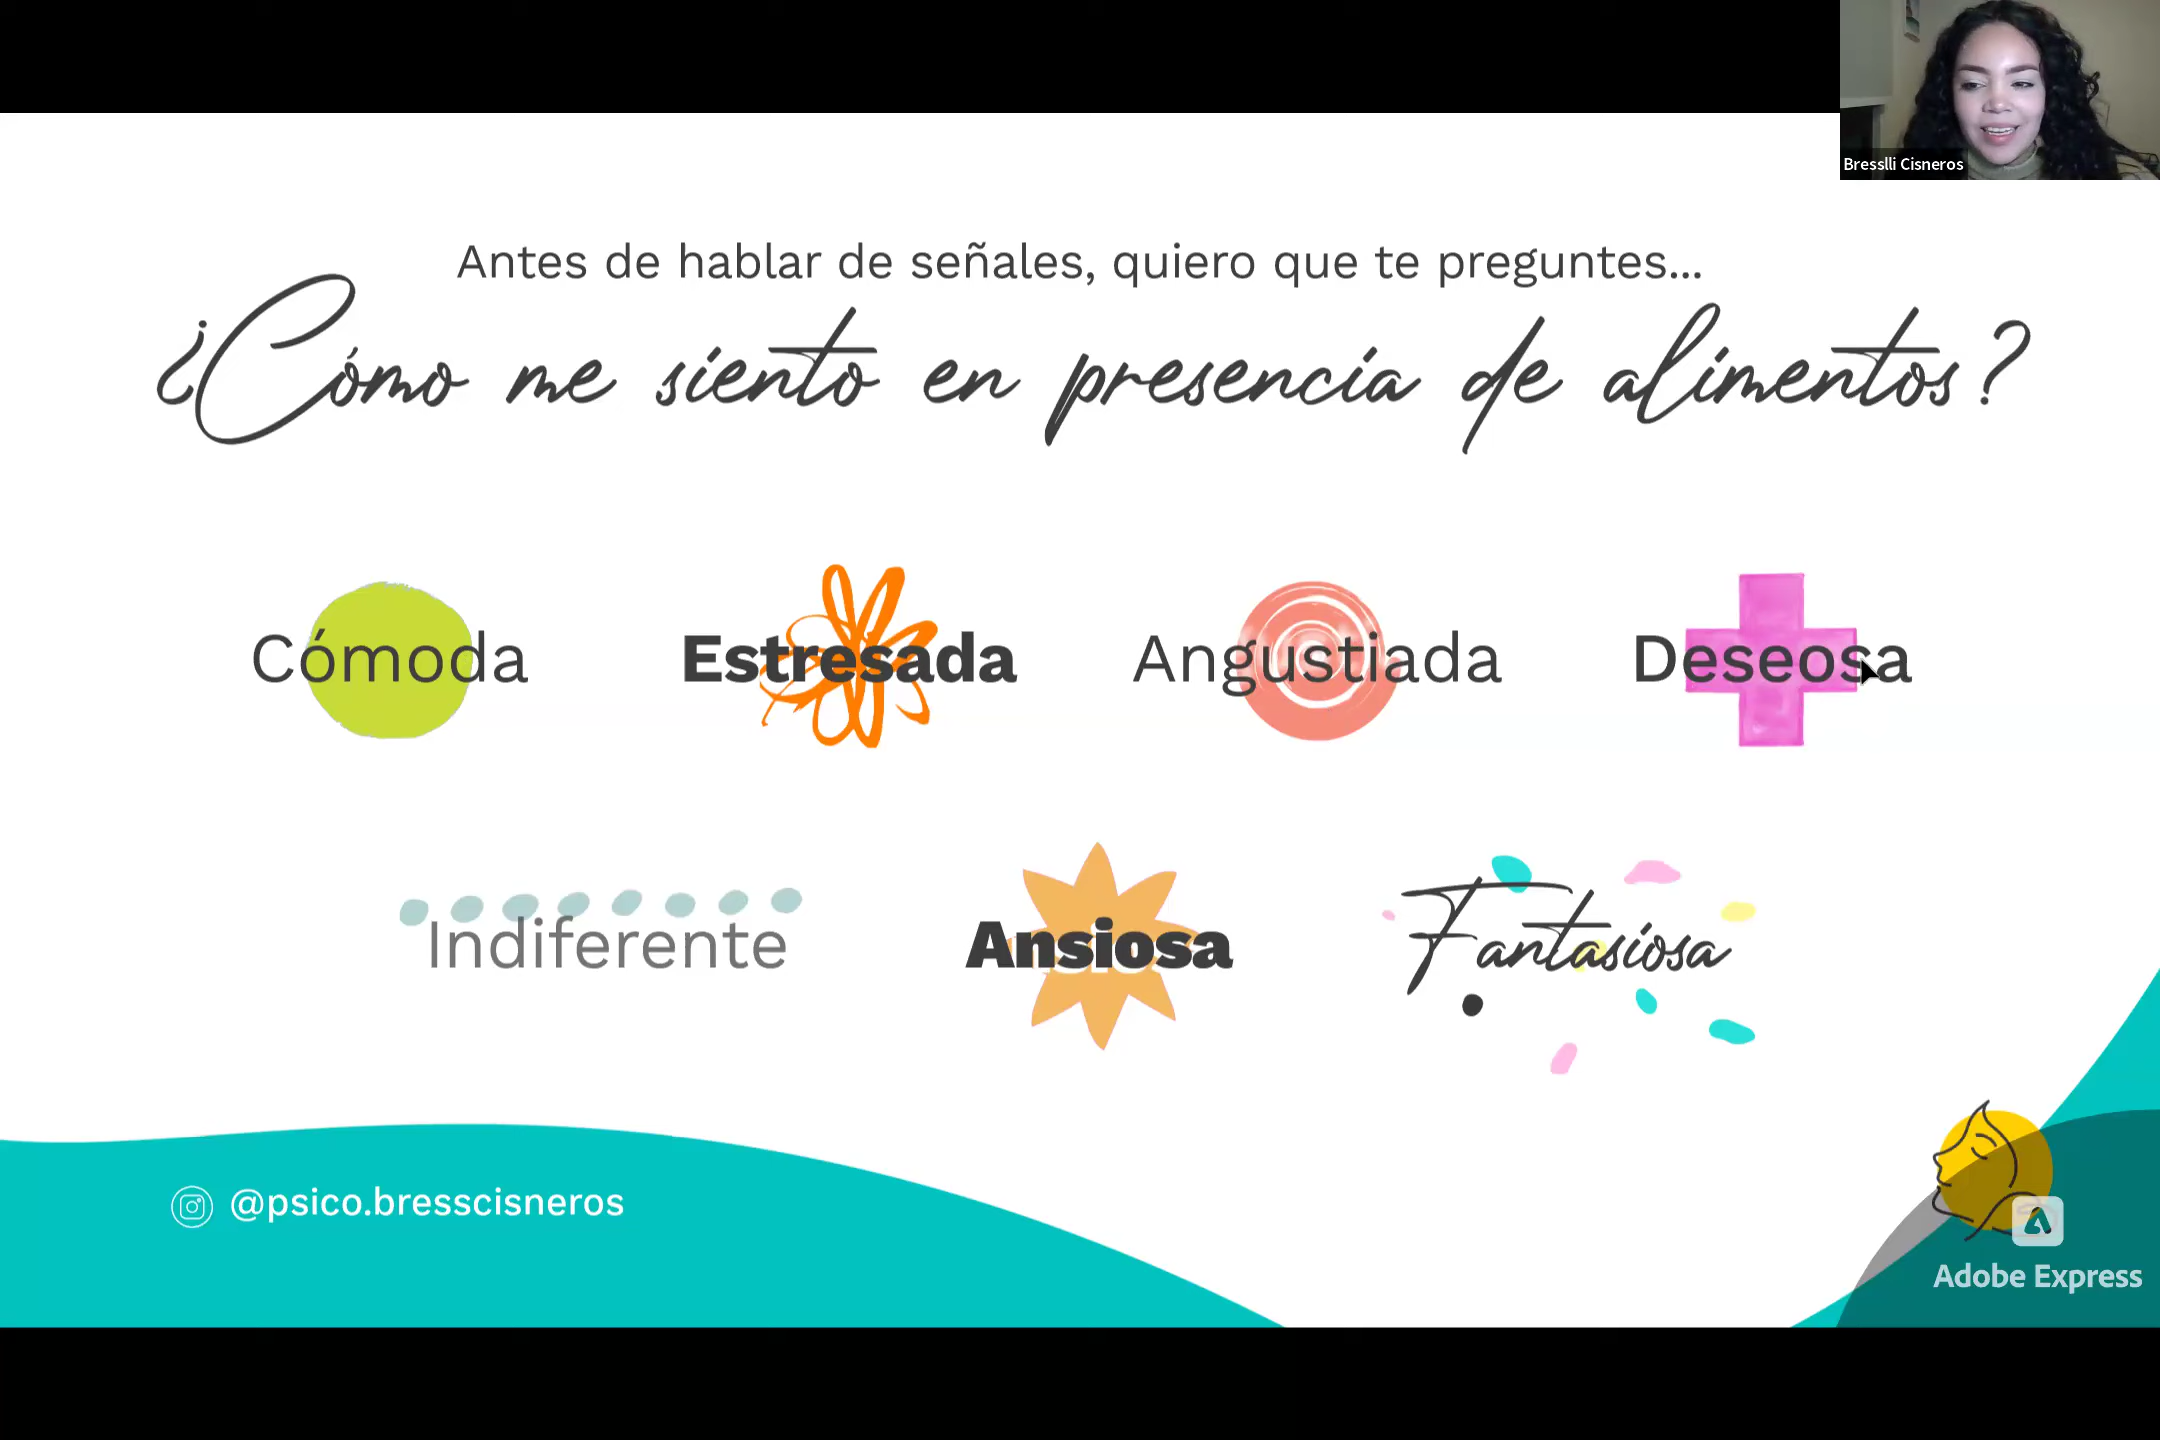 Bresslli Cisneros
Antes de hablar de señales, quiero que te preguntes...
¿Cómo me siento en presencia de alimentos?
Cómoda
Estresada
Angustiada
Deseosa
Indiferente
Ansiosa
Fantasiosa
@psico.bresscisneros
Adobe Express